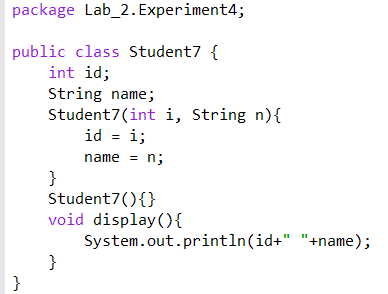 package Lab_2.Experiment4;

public class Student7 {
    int id;
    String name;
    Student7(int i, String n){
        id = i;
        name = n;
    }
    Student7(){}
    void display(){
        System.out.println(id+" "+name);
    }
}